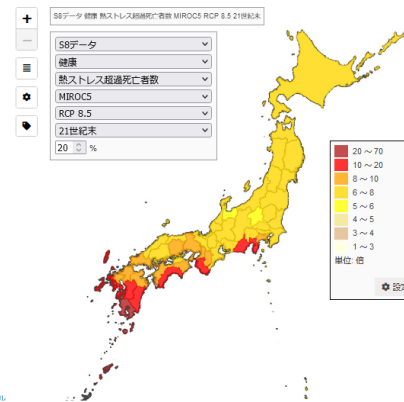 S8データ 健康 熱ストレス超過死亡者数 MIROC5 RCP 8.5 21世紀末
S8データ
健康
熱ストレス超過死亡者数
MIROC5
RCP 8.5
21世紀末
20 %
20 ～ 70
10 ～ 20
8 ～ 10
6 ～ 8
5 ～ 6
4 ～ 5
3 ～ 4
1 ～ 3
単位: 倍
設定